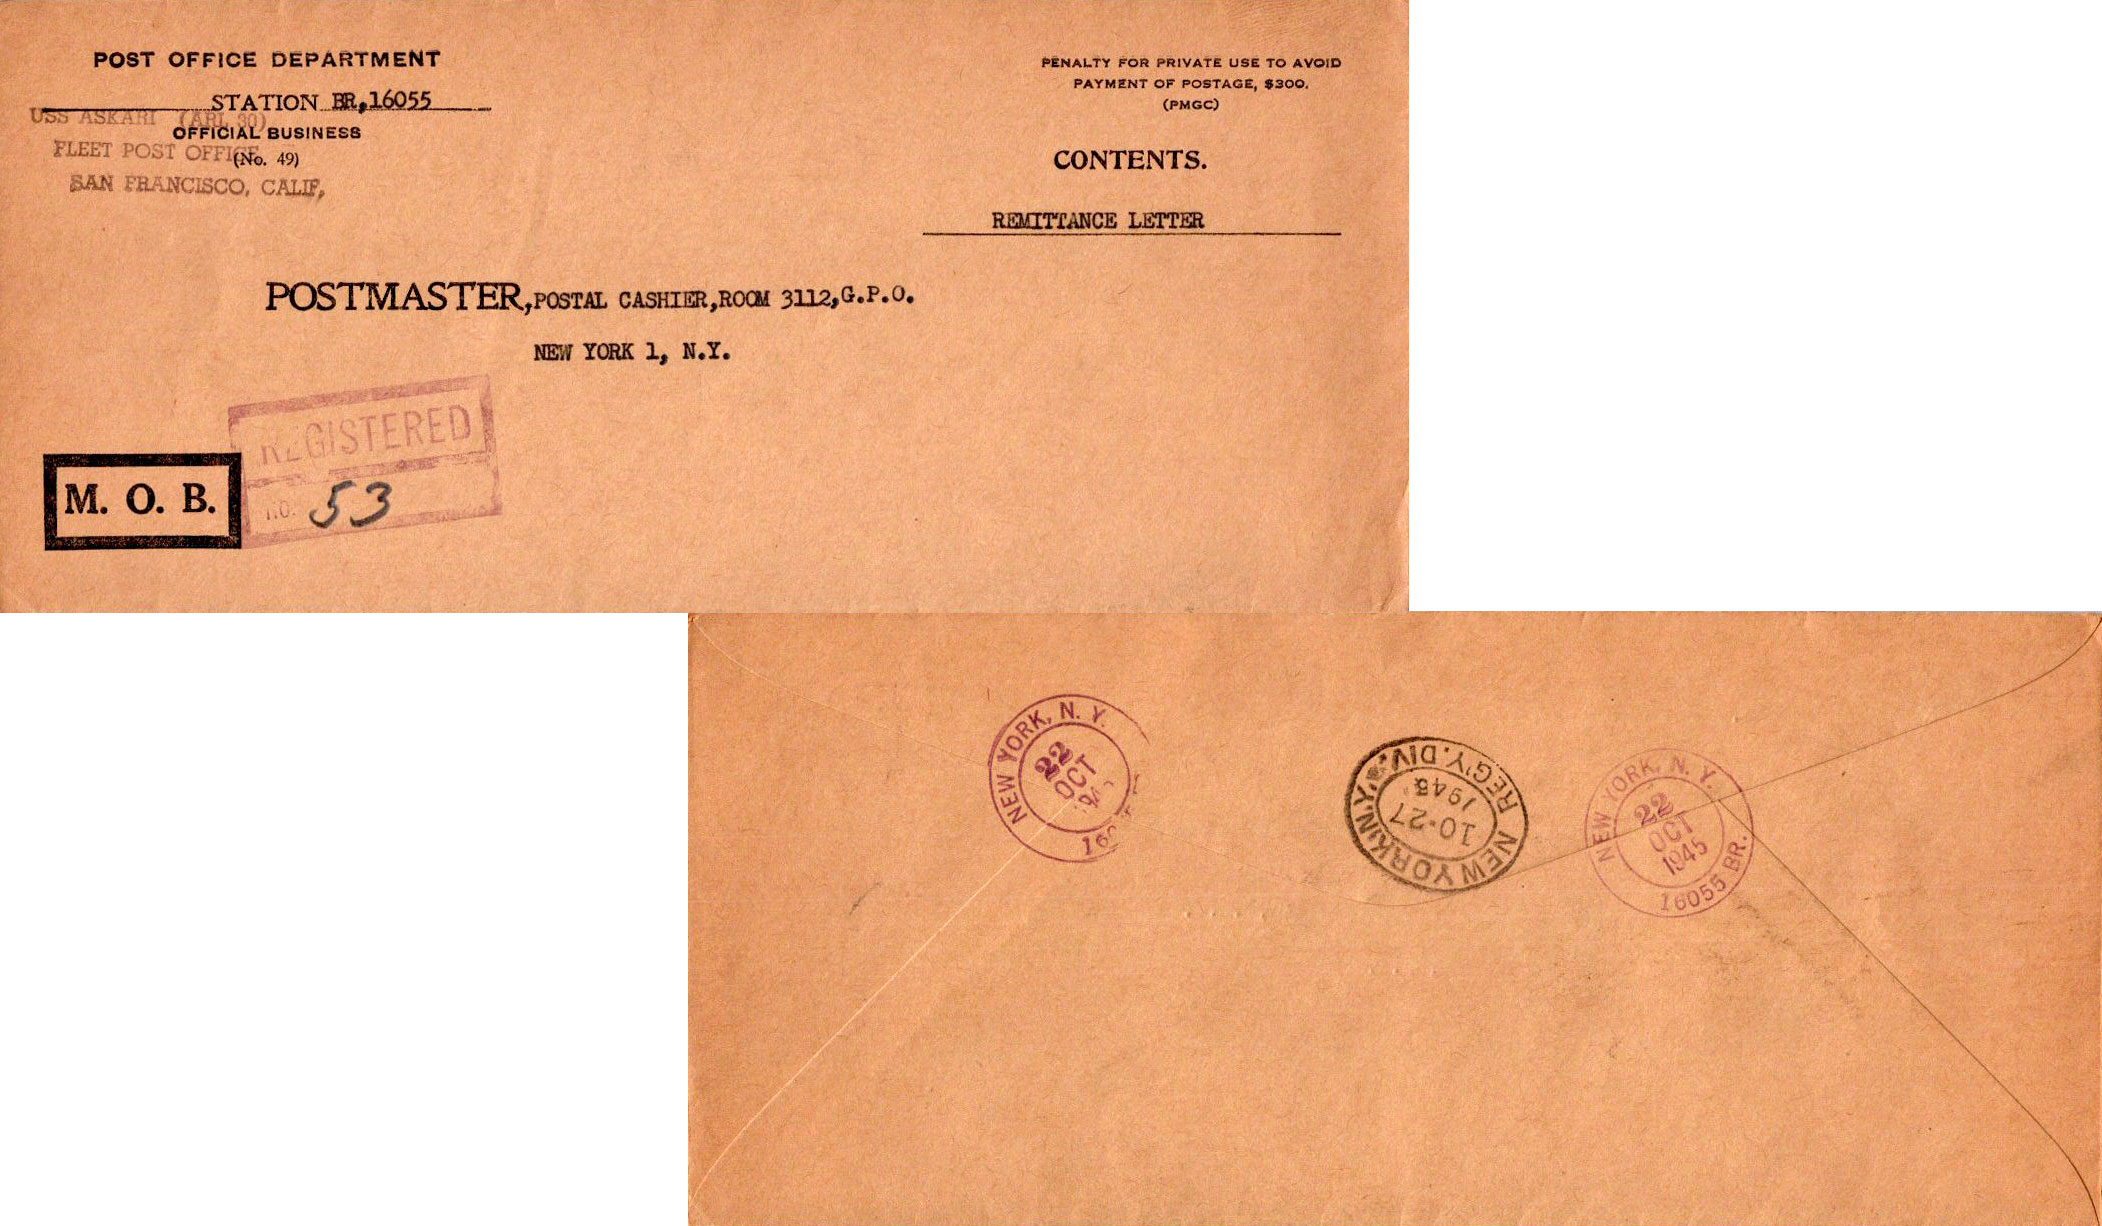 POST OFFICE DEPARTMENT
STATION BR,16055
USS ASKARI (ARL 30)
OFFICIAL BUSINESS
FLEET POST OFFICE
(No. 49)
SAN FRANCISCO, CALIF,
PENALTY FOR PRIVATE USE TO AVOID
PAYMENT OF POSTAGE, $300.
(PMGC)
CONTENTS.
REMITTANCE LETTER
POSTMASTER, POSTAL CASHIER, ROOM 3112, G.P.O.
NEW YORK 1, N.Y.
REGISTERED
NO. 53
M. O. B.
NEW YORK, N. Y.
22
OCT
NEW YORK, N.Y. REG'Y. DIV.
10-27
1945
NEW YORK, N. Y.
22
OCT
1945
16055 BR.